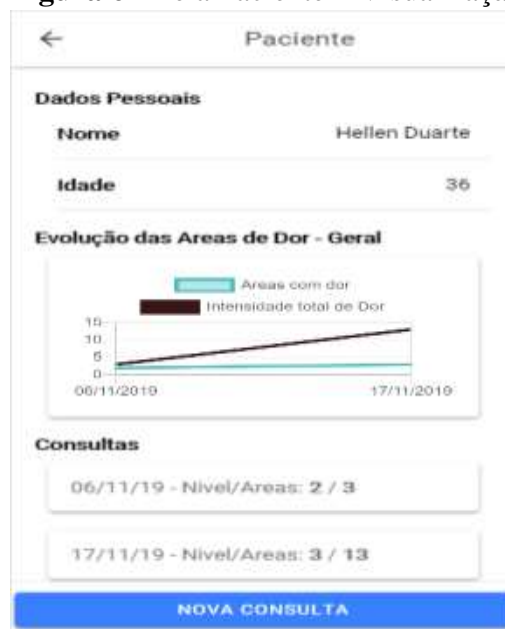 Paciente
Dados Pessoais
Nome Hellen Duarte
Idade 36
Evolução das Areas de Dor - Geral
Areas com dor
Intensidade total de Dor
15
10
5
0
06/11/2019 17/11/2019
Consultas
06/11/19 - Nivel/Areas: 2 / 3
17/11/19 - Nivel/Areas: 3 / 13
NOVA CONSULTA